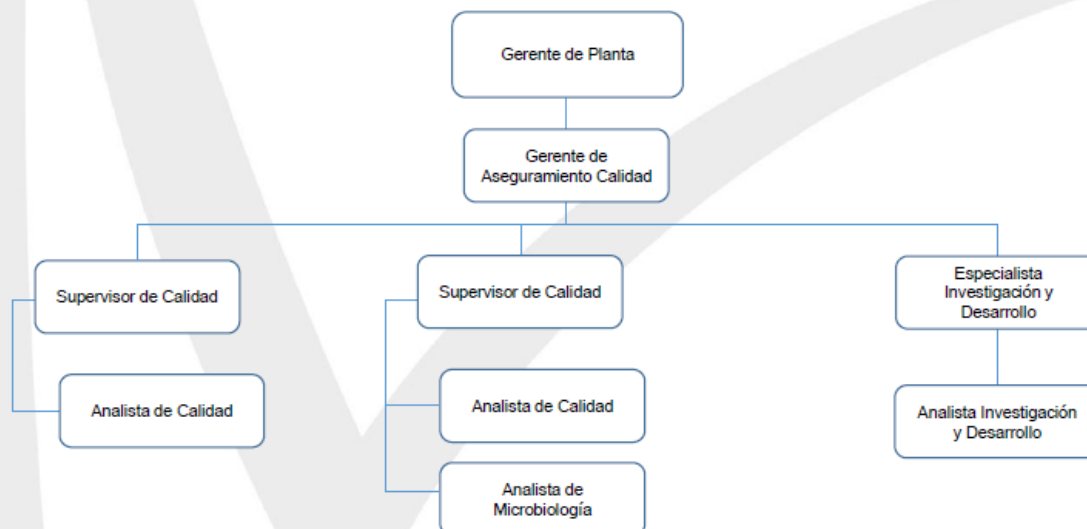 Gerente de Planta
Gerente de
Aseguramiento Calidad
Supervisor de Calidad
Supervisor de Calidad
Especialista
Investigación y
Desarrollo
Analista de Calidad
Analista de Calidad
Analista Investigación
y Desarrollo
Analista de
Microbiología